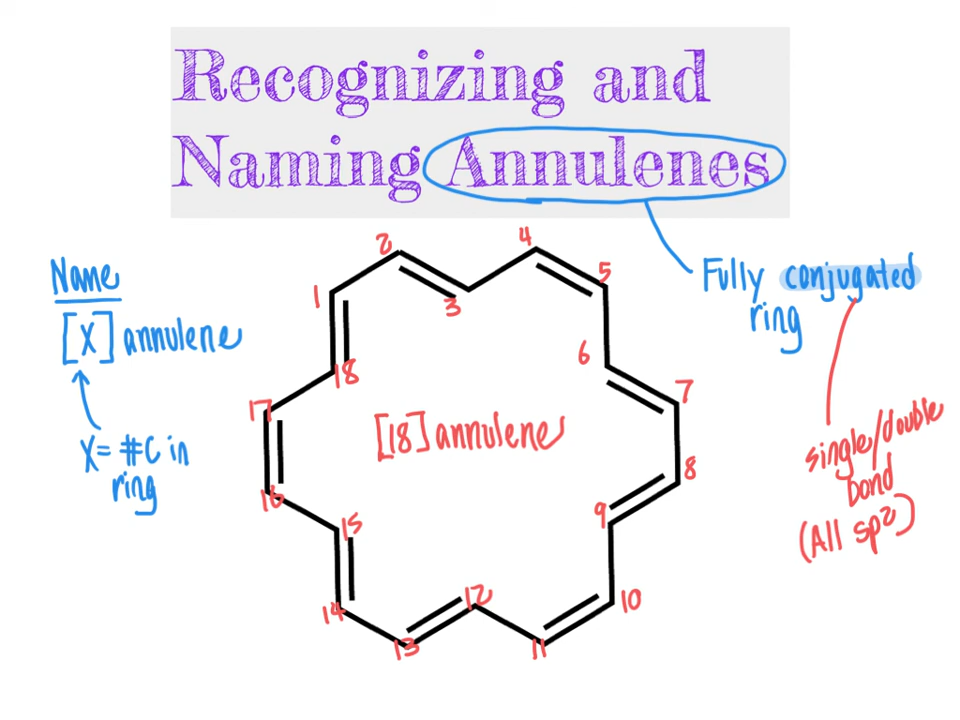 Recognizing and
Naming Annulenes
Name
[X] annulene
X= #C in
ring
Fully conjugated
ring
single/double
bond
(All sp2)
[18] annulene
1
2
3
4
5
6
7
8
9
10
11
12
13
14
15
16
17
18